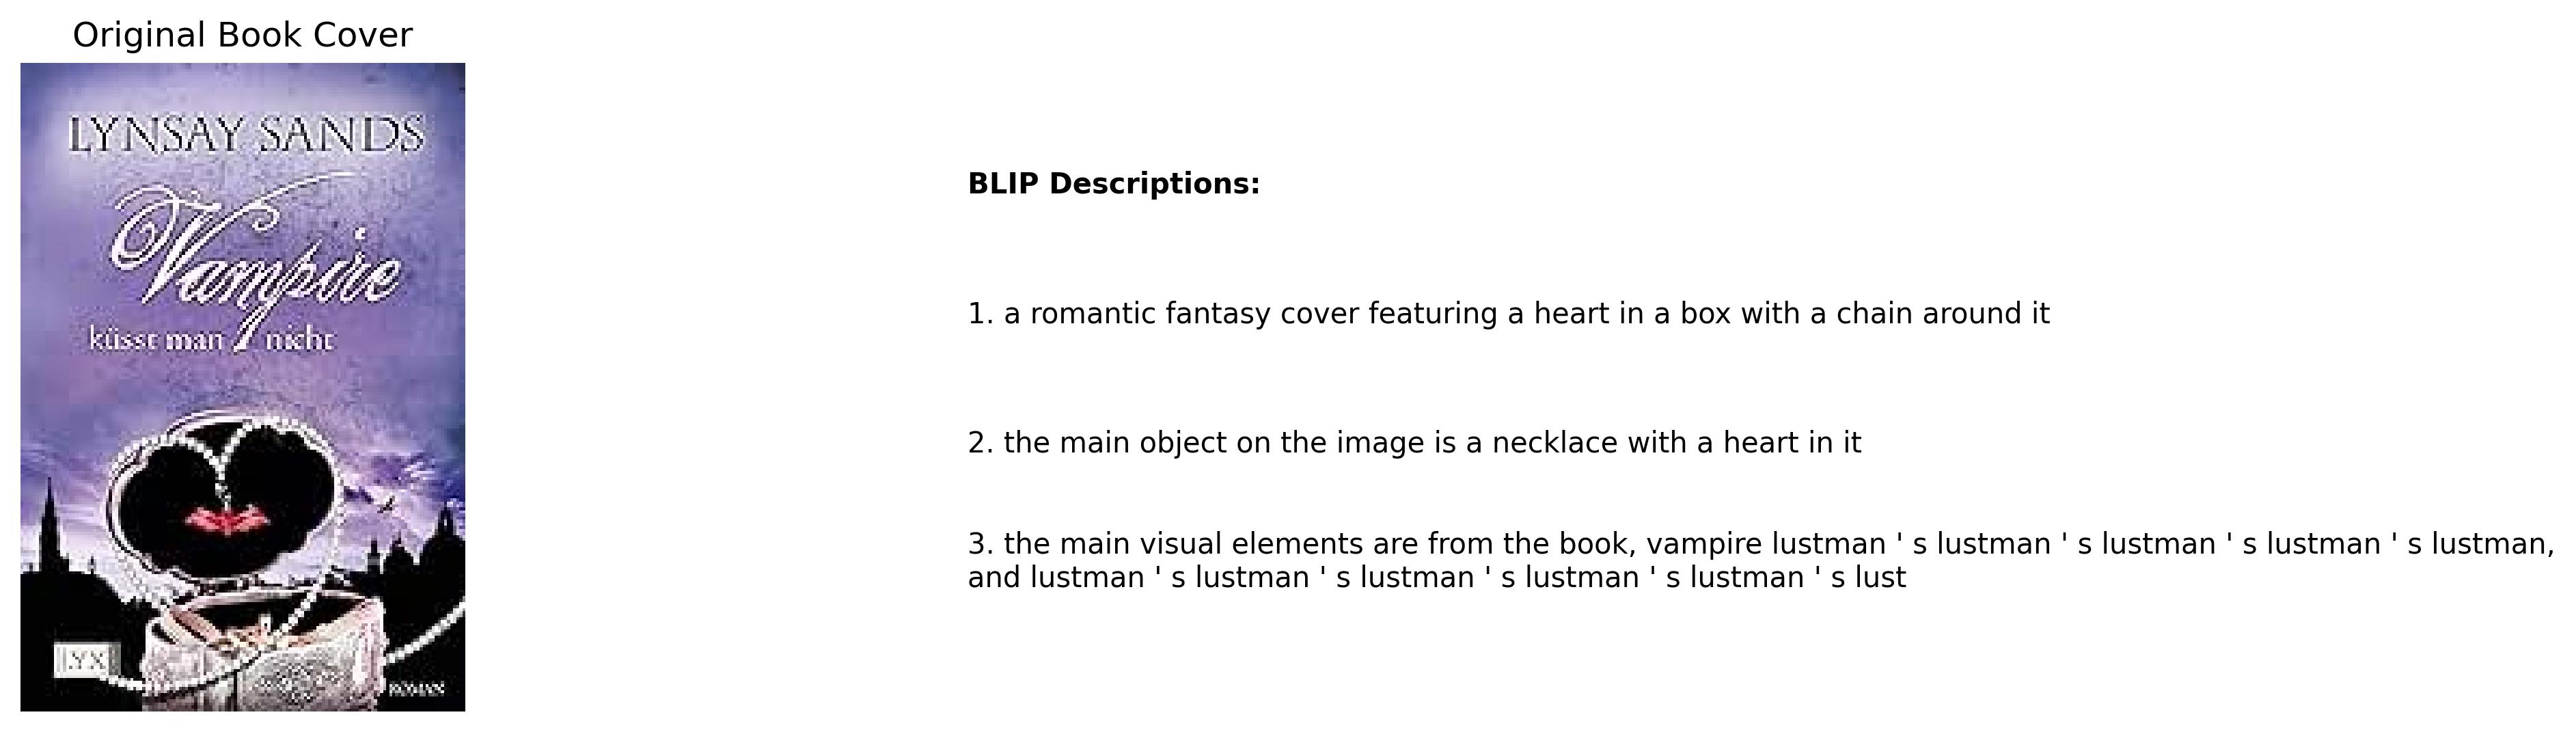 Original Book Cover
LYNSAY SANDS
Vampire
küsst man nicht
LYX
ROMAN
BLIP Descriptions:
1. a romantic fantasy cover featuring a heart in a box with a chain around it
2. the main object on the image is a necklace with a heart in it
3. the main visual elements are from the book, vampire lustman ' s lustman ' s lustman ' s lustman ' s lustman,
and lustman ' s lustman ' s lustman ' s lustman ' s lustman ' s lust